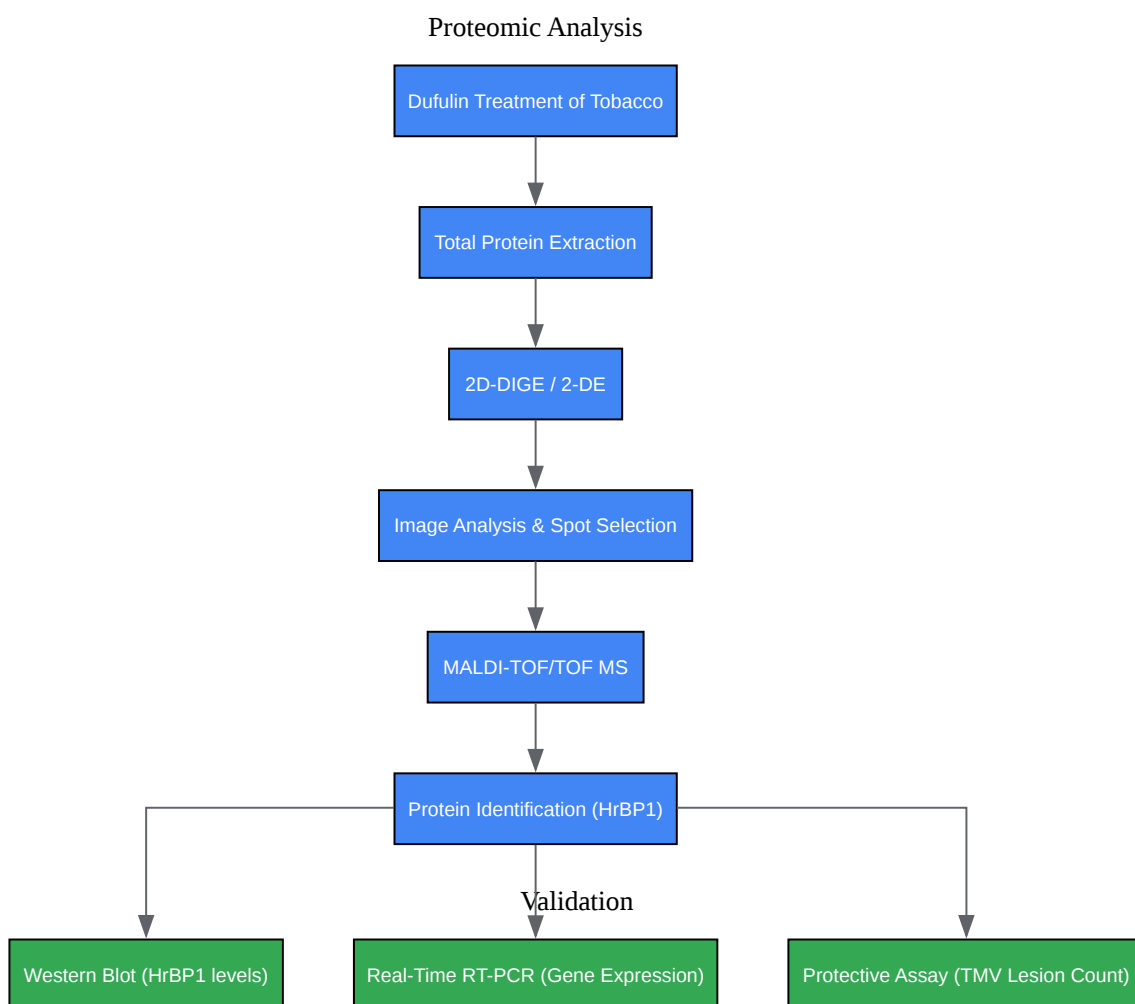 Proteomic Analysis
Dufulin Treatment of Tobacco
Total Protein Extraction
2D-DIGE / 2-DE
Image Analysis & Spot Selection
MALDI-TOF/TOF MS
Protein Identification (HrBP1)
Validation
Western Blot (HrBP1 levels)
Real-Time RT-PCR (Gene Expression)
Protective Assay (TMV Lesion Count)